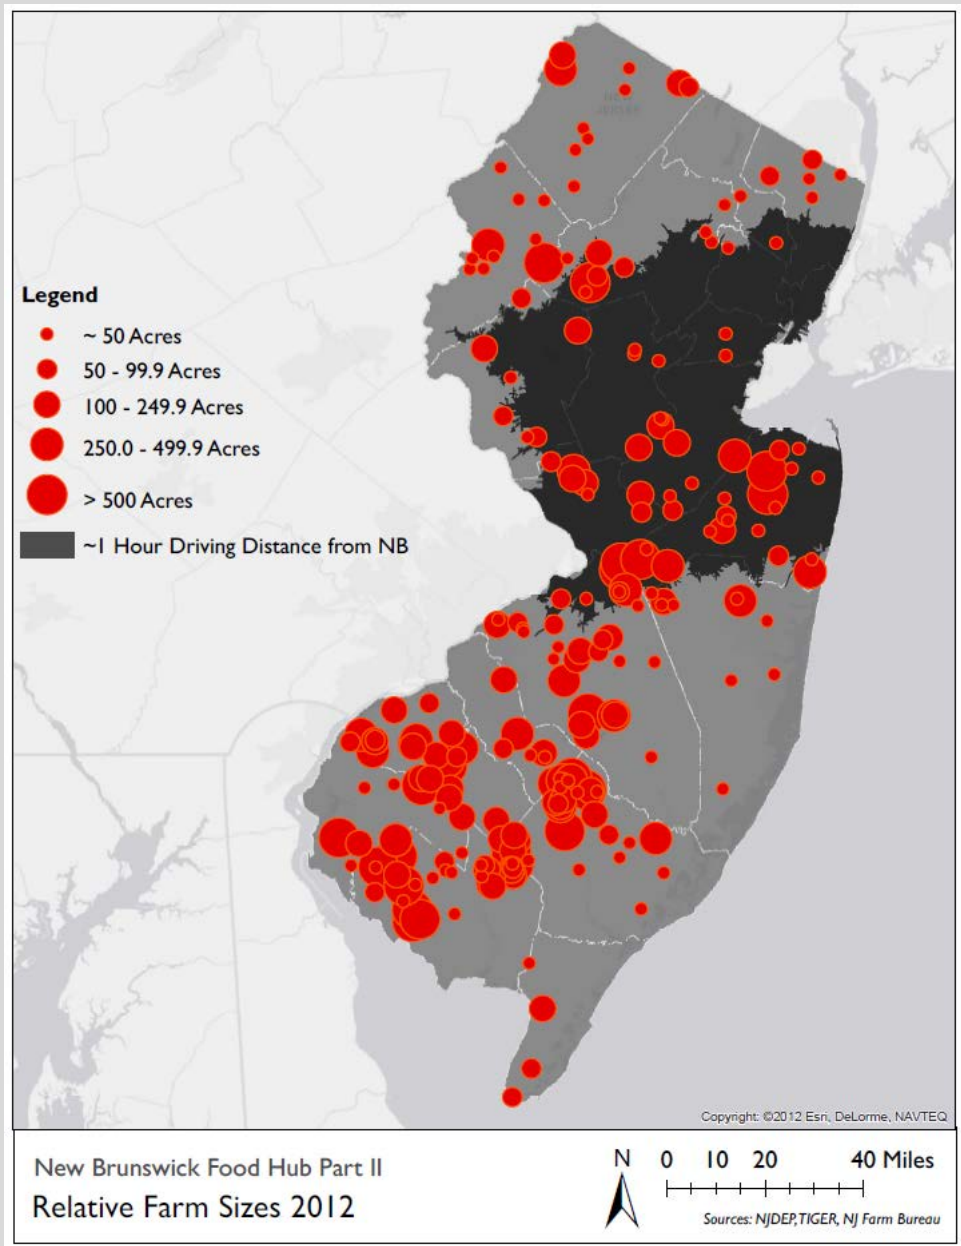 NEW
JERSEY
Legend
~ 50 Acres
50 - 99.9 Acres
100 - 249.9 Acres
250.0 - 499.9 Acres
> 500 Acres
~1 Hour Driving Distance from NB
Copyright: ©2012 Esri, DeLorme, NAVTEQ
New Brunswick Food Hub Part II
Relative Farm Sizes 2012
N
0 10 20 40 Miles
Sources: NJDEP,TIGER, NJ Farm Bureau